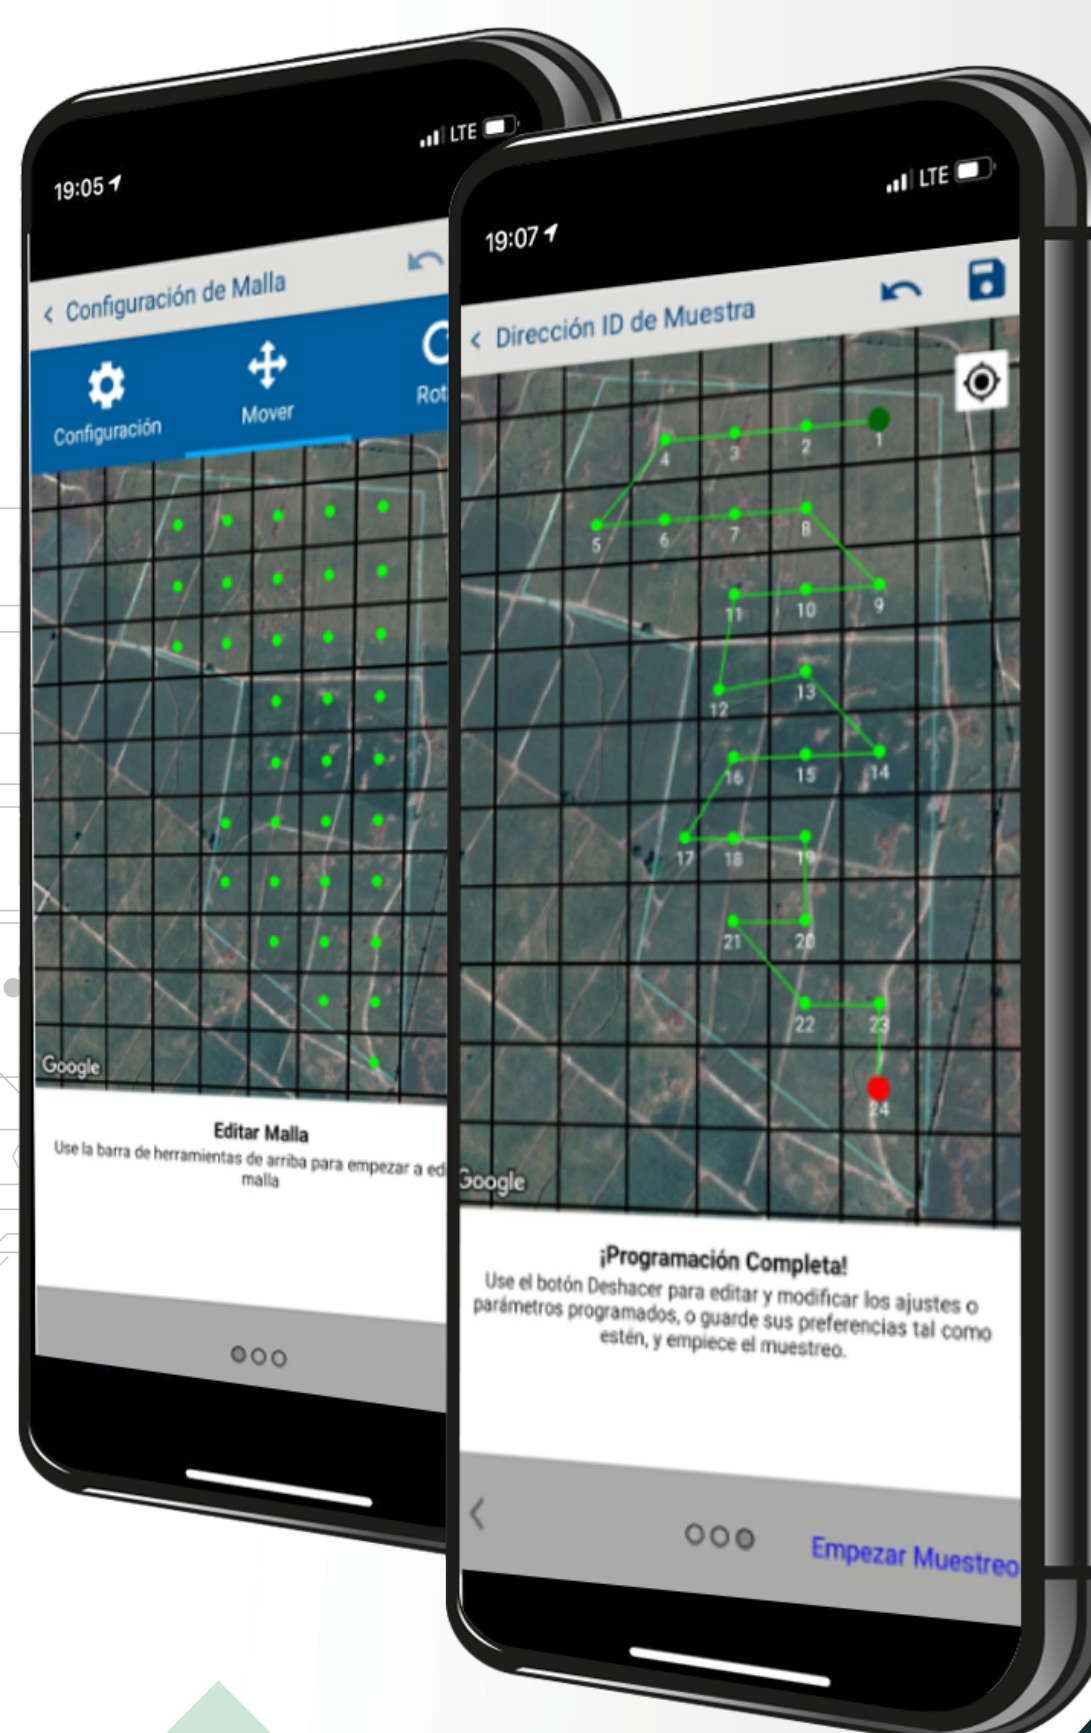 19:05
LTE
Configuración de Malla
Configuración
Mover
Editar Malla
Use la barra de herramientas de arriba para empezar a
malla
Google
19:07
LTE
Dirección ID de Muestra
1
2
3
4
5
6
7
8
9
10
11
12
13
14
15
16
17
18
19
20
21
22
23
24
Google
¡Programación Completa!
Use el botón Deshacer para editar y modificar los ajustes o
parámetros programados, o guarde sus preferencias tal como
estén, y empiece el muestreo.
Empezar Muestreo